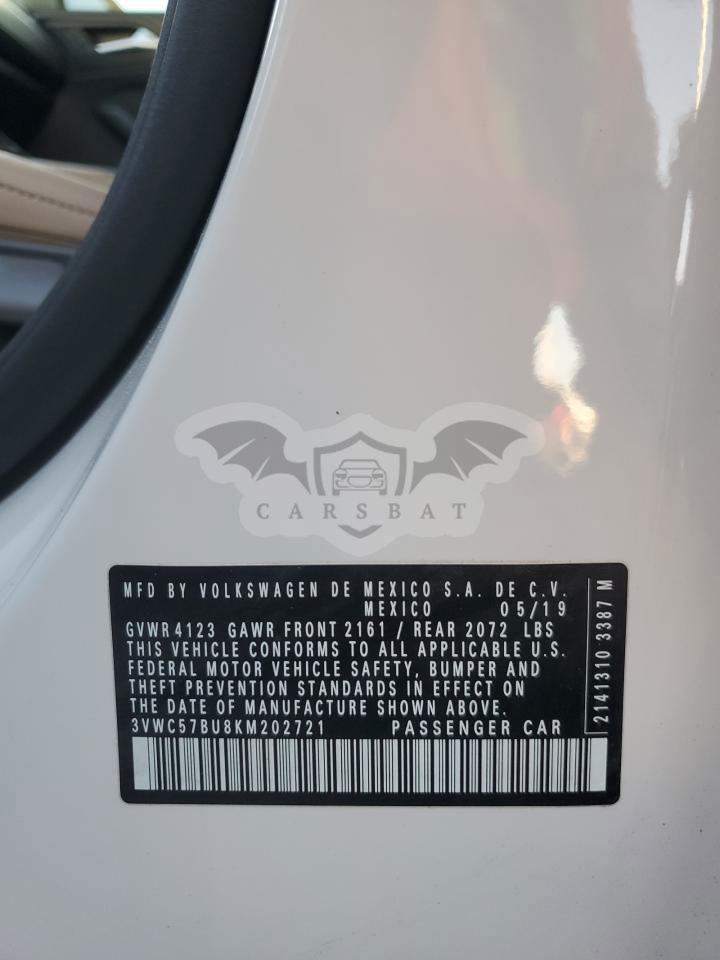 CARSBAT
MFD BY VOLKSWAGEN DE MEXICO S.A. DE C.V.
MEXICO 05/19
GVWR 4123 GAWR FRONT 2161 / REAR 2072 LBS
THIS VEHICLE CONFORMS TO ALL APPLICABLE U.S.
FEDERAL MOTOR VEHICLE SAFETY, BUMPER AND
THEFT PREVENTION STANDARDS IN EFFECT ON
THE DATE OF MANUFACTURE SHOWN ABOVE.
3VWC57BU8KM202721 PASSENGER CAR
2141310 3387 M